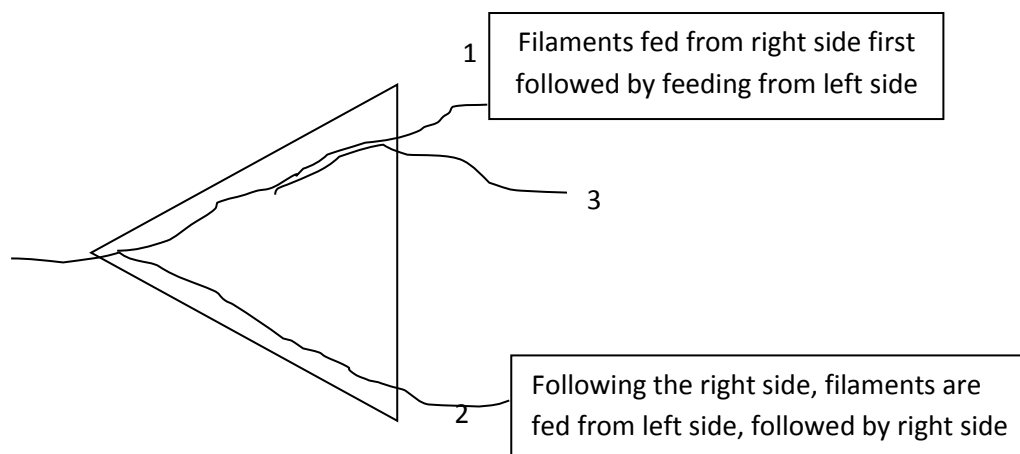 1
Filaments fed from right side first
followed by feeding from left side
3
Following the right side, filaments are
fed from left side, followed by right side
2